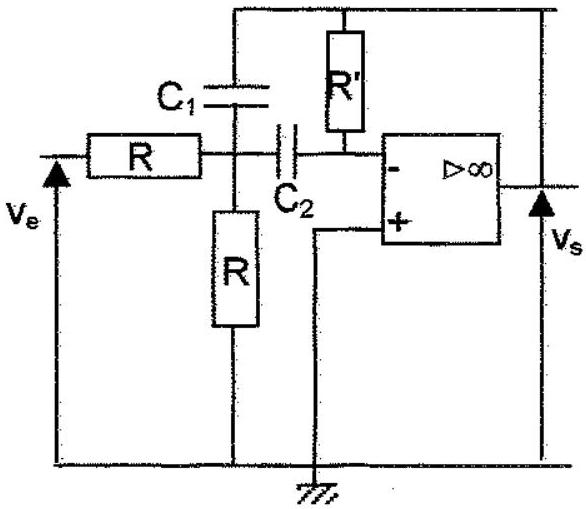 C₁
R'
R
C₂
- ▷∞
+
vₑ
R
vₛ